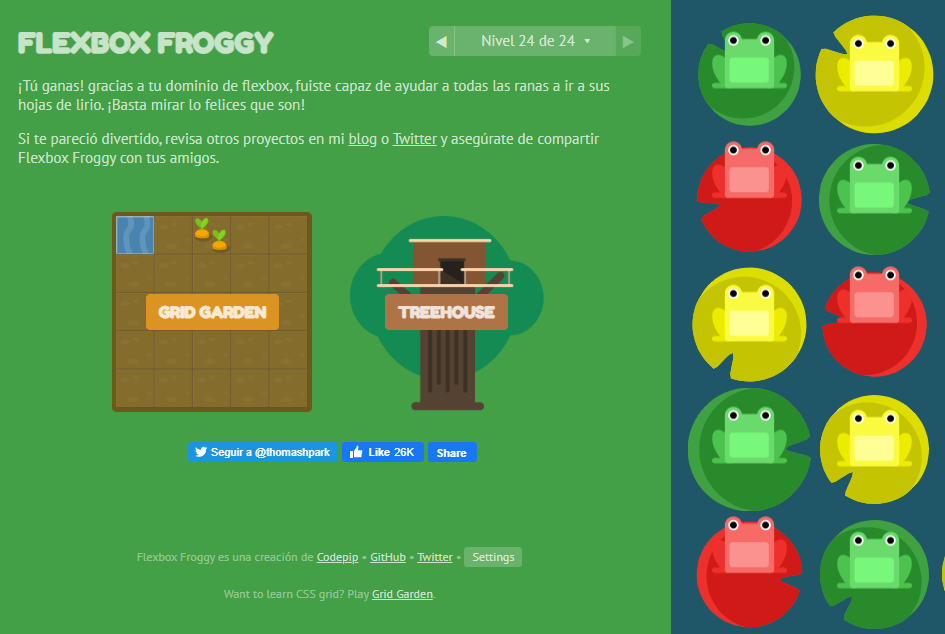 FLEXBOX FROGGY
◀ Nivel 24 de 24 ▾ ▶
¡Tú ganas! gracias a tu dominio de flexbox, fuiste capaz de ayudar a todas las ranas a ir a sus
hojas de lirio. ¡Basta mirar lo felices que son!
Si te pareció divertido, revisa otros proyectos en mi blog o Twitter y asegúrate de compartir
Flexbox Froggy con tus amigos.
GRID GARDEN
TREEHOUSE
Seguir a @thomashpark
Like 26K
Share
Flexbox Froggy es una creación de Codepip • GitHub • Twitter • Settings
Want to learn CSS grid? Play Grid Garden.